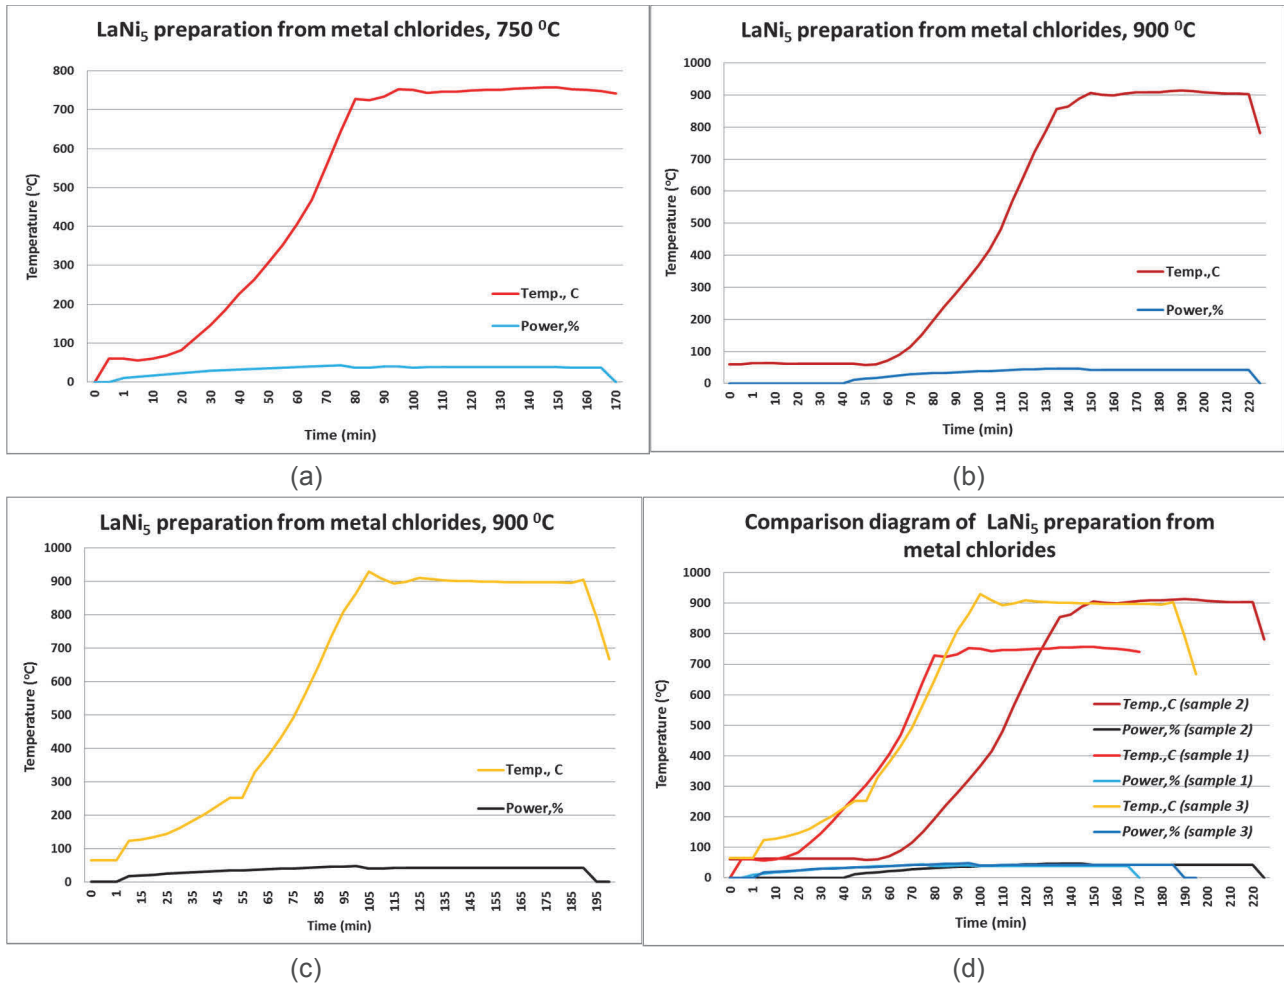 LaNi5 preparation from metal chlorides, 750 ⁰C
800
700
600
500
400
300
200
100
0
Temperature (°C)
Temp., C
Power,%
0 1 10 20 30 40 50 60 70 80 90 100 110 120 130 140 150 160 170
Time (min)
(a)
LaNi5 preparation from metal chlorides, 900 ⁰C
1000
900
800
700
600
500
400
300
200
100
0
Temperature (°C)
Temp.,C
Power,%
0 1 10 20 30 40 50 60 70 80 90 100 110 120 130 140 150 160 170 180 190 200 210 220
Time (min)
(b)
LaNi5 preparation from metal chlorides, 900 ⁰C
1000
900
800
700
600
500
400
300
200
100
0
Temperature (°C)
Temp., C
Power,%
0 1 15 25 35 45 55 65 75 85 95 105 115 125 135 145 155 165 175 185 195
Time (min)
(c)
Comparison diagram of LaNi5 preparation from
metal chlorides
1000
900
800
700
600
500
400
300
200
100
0
Temperature (°C)
Temp.,C (sample 2)
Power,% (sample 2)
Temp.,C (sample 1)
Power,% (sample 1)
Temp.,C (sample 3)
Power,% (sample 3)
0 1 10 20 30 40 50 60 70 80 90 100 110 120 130 140 150 160 170 180 190 200 210 220
Time (min)
(d)